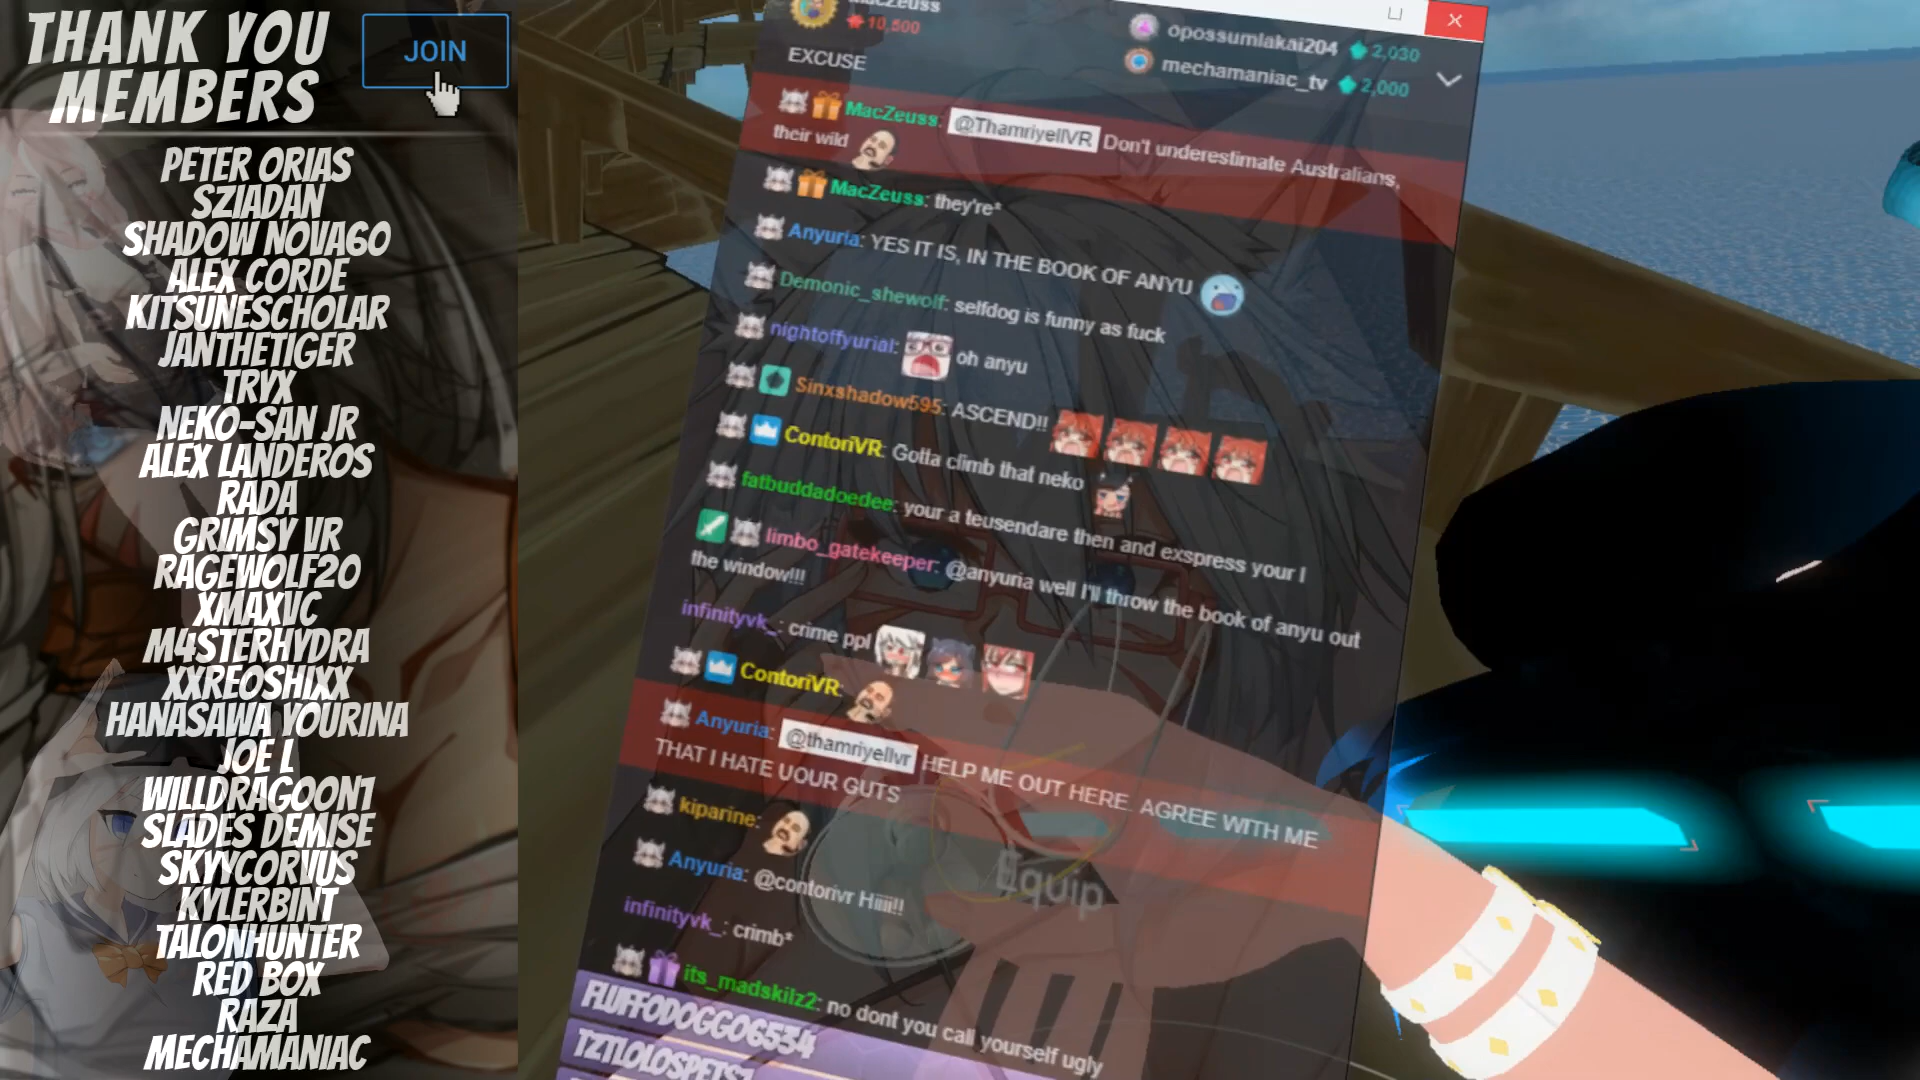 THANK YOU
MEMBERS
JOIN
PETER ORIAS
SZIADAN
SHADOW NOVA60
ALEX CORDE
KITSUNESCHOLAR
JANTHETIGER
TRYX
NEKO-SAN JR
ALEX LANDEROS
RADA
GRIMSY VR
RAGEWOLF20
XMAXVC
M4STERHYDRA
XXREOSHIXX
HANASAWA YOURINA
JOE L
WILLDRAGOON1
SLADES DEMISE
SKYYCORVUS
KYLERBINT
TALONHUNTER
RED BOX
RAZA
MECHAMANIAC
MacZeuss
10,500
opossumlakai204 2,030
mechamaniac_tv 2,000
EXCUSE
MacZeuss: @ThamriyellVR Don't underestimate Australians,
their wild
MacZeuss: they're*
Anyuria: YES IT IS, IN THE BOOK OF ANYU
Demonic_shewolf: selfdog is funny as fuck
nightoffyurial: oh anyu
Sinxshadow595: ASCEND!!
ContoriVR: Gotta climb that neko
fatbuddadoedee: your a teusendare then and exspress your l
limbo_gatekeeper: @anyuria well I'll throw the book of anyu out
the window!!!
infinityvk_: crime ppl
ContoriVR:
Anyuria: @thamriyellvr HELP ME OUT HERE. AGREE WITH ME
THAT I HATE UOUR GUTS
kiparine:
Anyuria: @contorivr Hiiii!!
infinityvk_: crimb*
its_madskilz2: no dont you call yourself ugly
Equip
FLUFFODOGGO6534